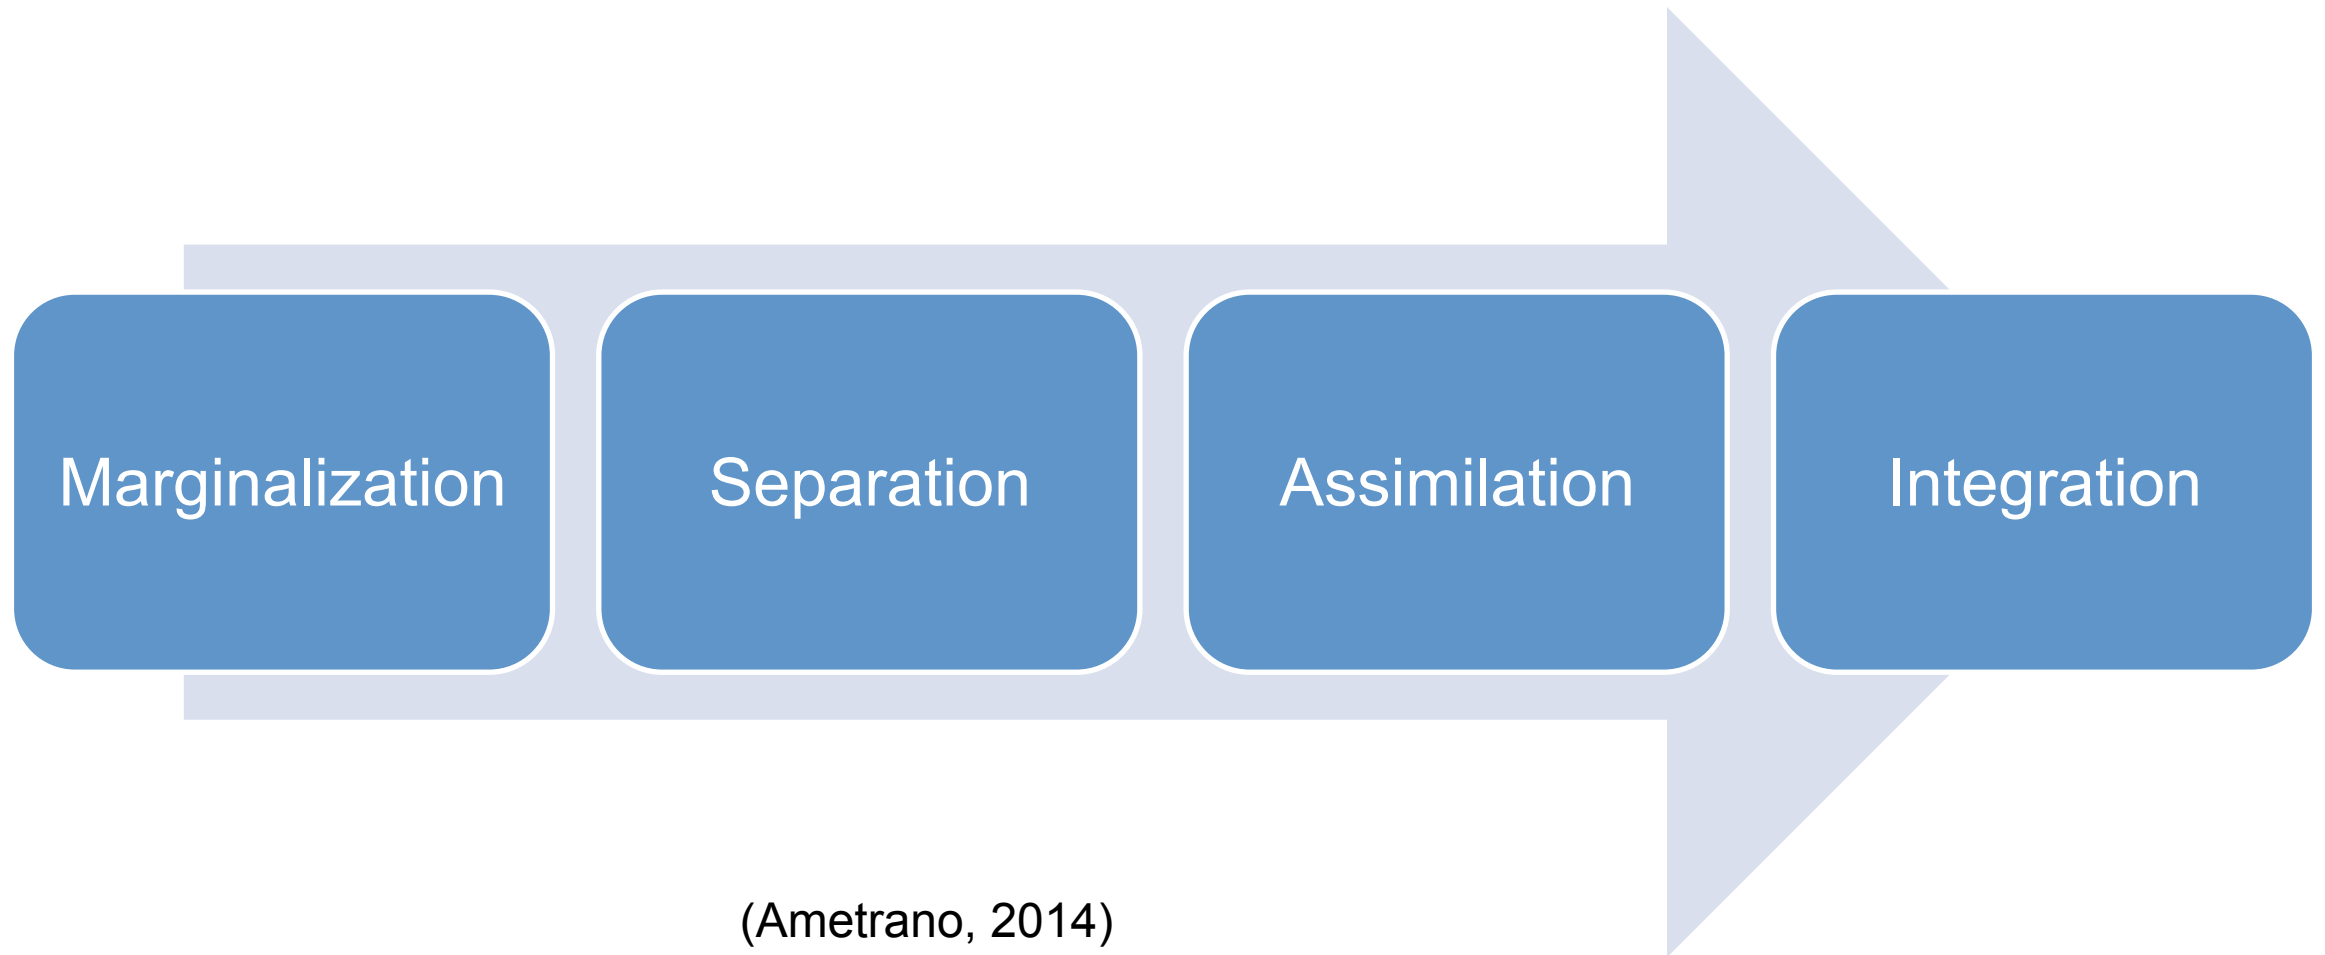 Marginalization
Separation
Assimilation
Integration
(Ametrano, 2014)